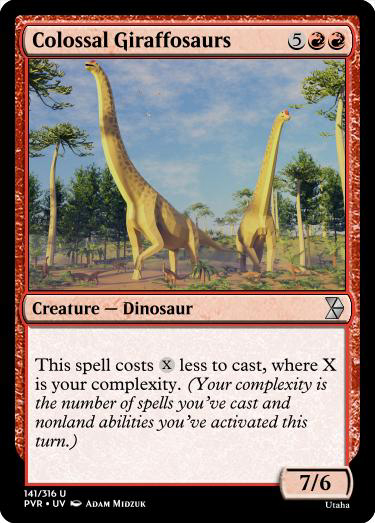 Colossal Giraffosaurs 5
Creature — Dinosaur
This spell costs X less to cast, where X
is your complexity. (Your complexity is
the number of spells you've cast and
nonland abilities you've activated this
turn.)
7/6
141/316 U
PVR • UV Adam Midzuk
Utaha